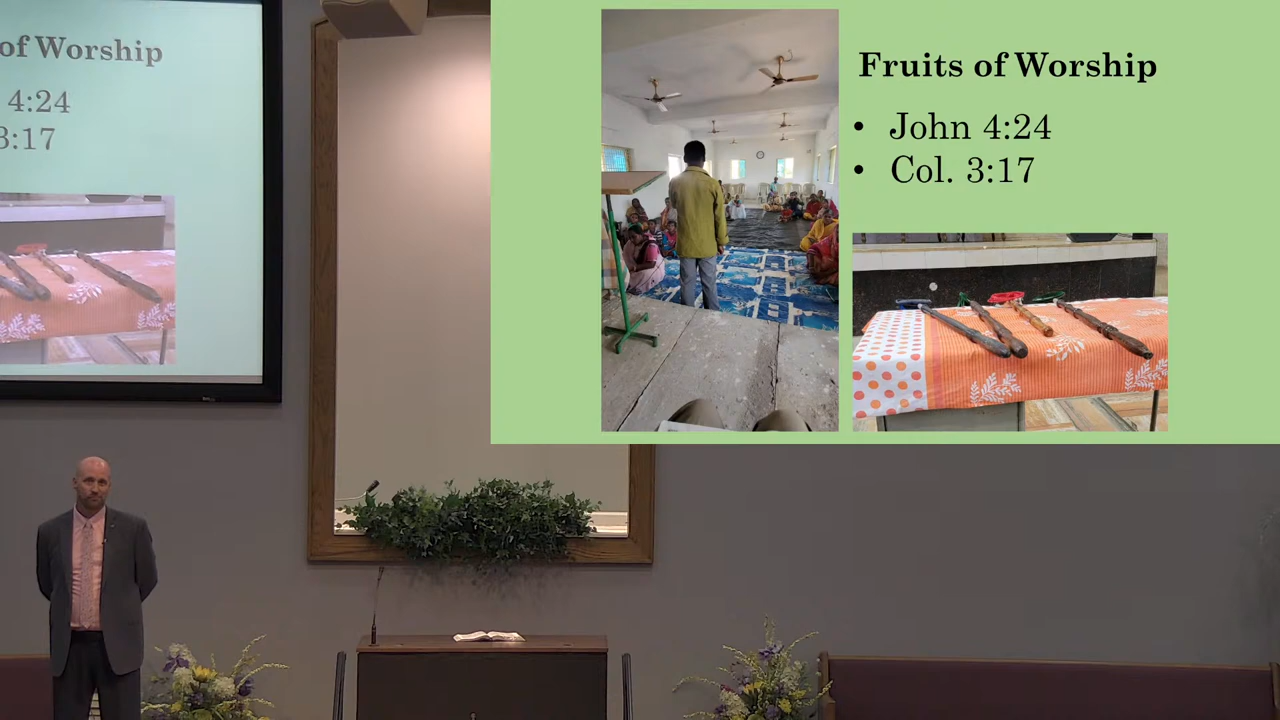 of Worship
4:24
3:17
Fruits of Worship
• John 4:24
• Col. 3:17